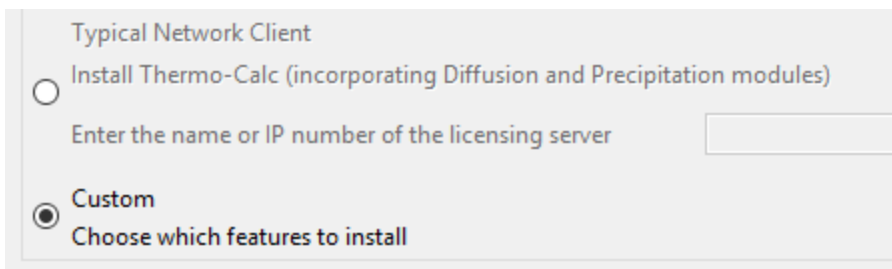 Typical Network Client
Install Thermo-Calc (incorporating Diffusion and Precipitation modules)
Enter the name or IP number of the licensing server
Custom
Choose which features to install